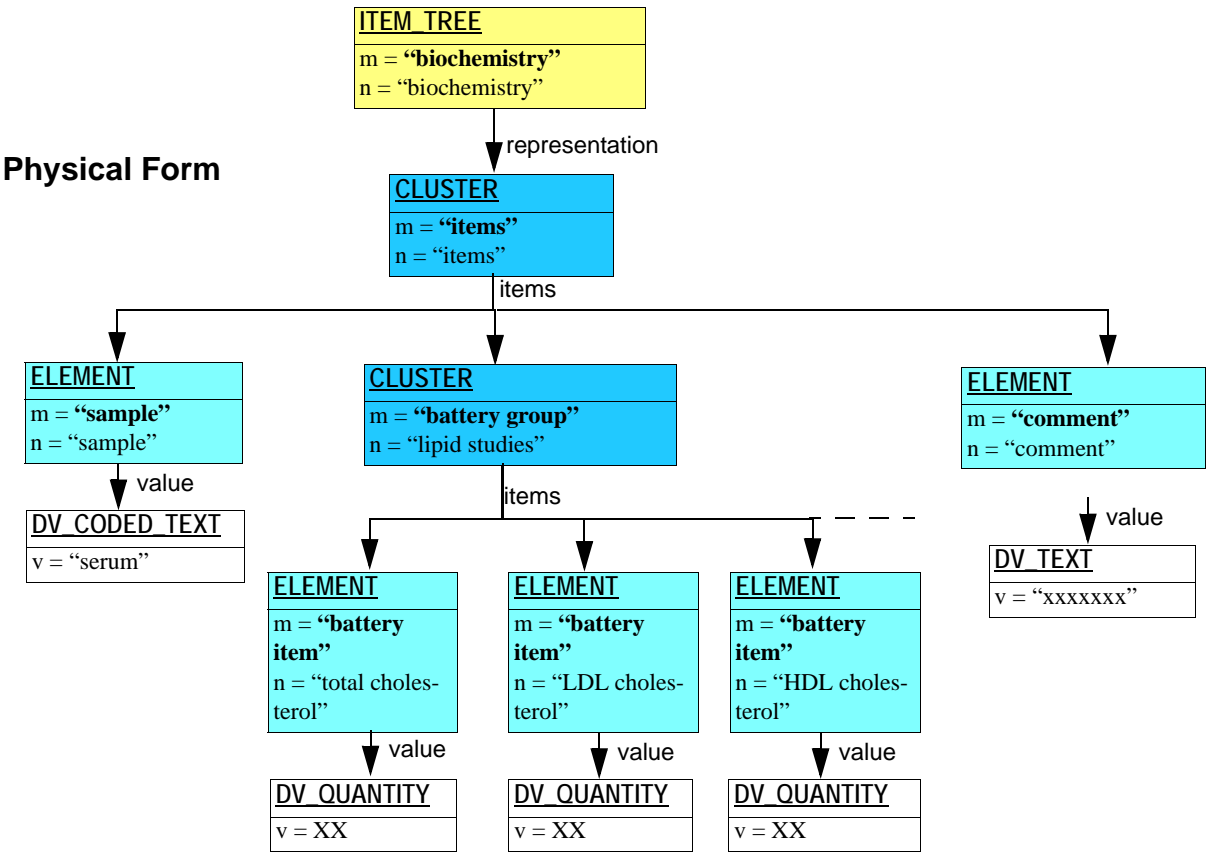 ITEM_TREE
m = “biochemistry”
n = “biochemistry”
representation
Physical Form
CLUSTER
m = “items”
n = “items”
items
ELEMENT
m = “sample”
n = “sample”
value
DV_CODED_TEXT
v = “serum”
CLUSTER
m = “battery group”
n = “lipid studies”
items
ELEMENT
m = “comment”
n = “comment”
value
DV_TEXT
v = “xxxxxxx”
ELEMENT
m = “battery
item”
n = “total choles-
terol”
value
DV_QUANTITY
v = XX
ELEMENT
m = “battery
item”
n = “LDL choles-
terol”
value
DV_QUANTITY
v = XX
ELEMENT
m = “battery
item”
n = “HDL choles-
terol”
value
DV_QUANTITY
v = XX